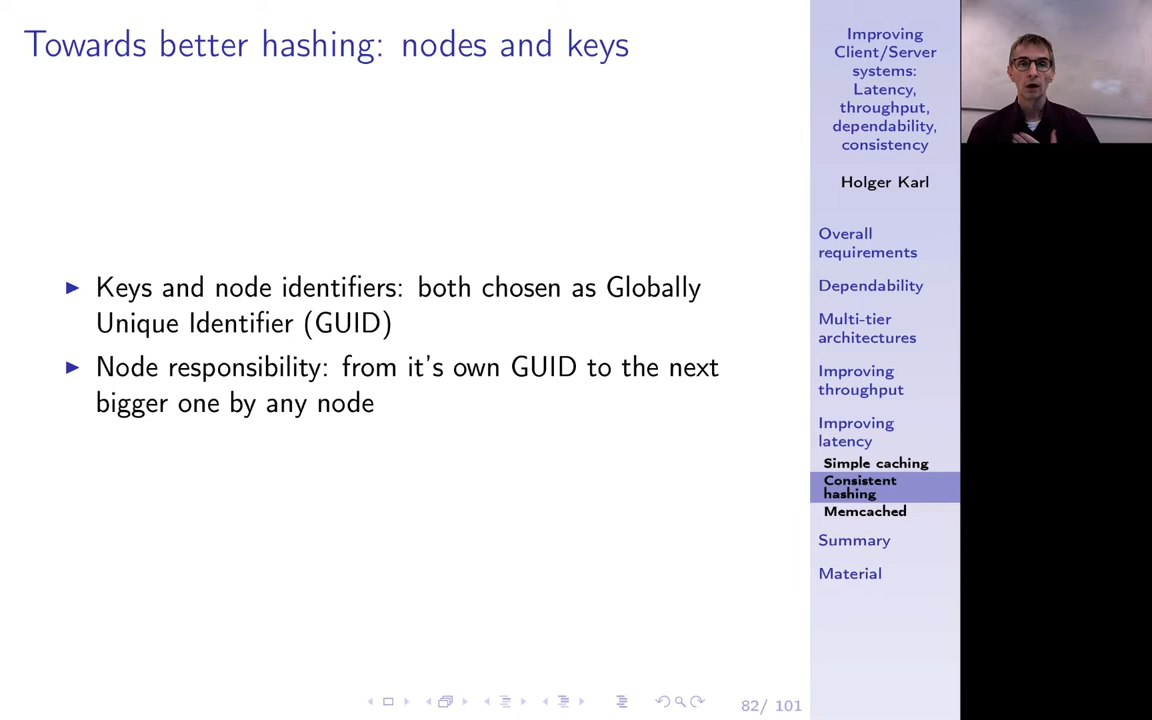 Towards better hashing: nodes and keys
▶ Keys and node identifiers: both chosen as Globally
Unique Identifier (GUID)
▶ Node responsibility: from it's own GUID to the next
bigger one by any node
Improving
Client/Server
systems:
Latency,
throughput,
dependability,
consistency
Holger Karl
Overall
requirements
Dependability
Multi-tier
architectures
Improving
throughput
Improving
latency
Simple caching
Consistent
hashing
Memcached
Summary
Material
82/ 101